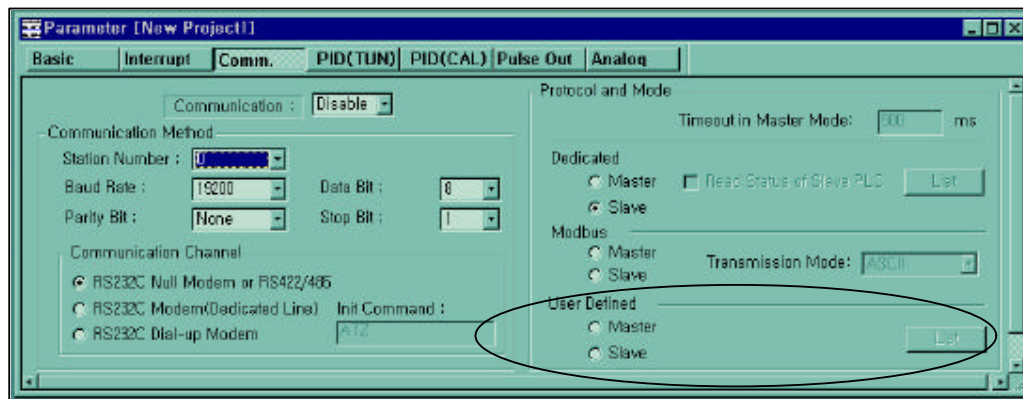 Parameter [New Project1]
Basic Interrupt Comm. PID(TUN) PID(CAL) Pulse Out Analog
Communication : Disable
Communication Method
Station Number : 0
Baud Rate : 19200 Data Bit : 8
Parity Bit : None Stop Bit : 1
Communication Channel
RS232C Null Modem or RS422/485
RS232C Modem(Dedicated Line) Init Command :
RS232C Dial-up Modem ATZ
Protocol and Mode
Timeout in Master Mode: 500 ms
Dedicated
Master Read Status of Slave PLC List
Slave
Modbus
Master
Transmission Mode: ASCII
Slave
User Defined
Master
List
Slave